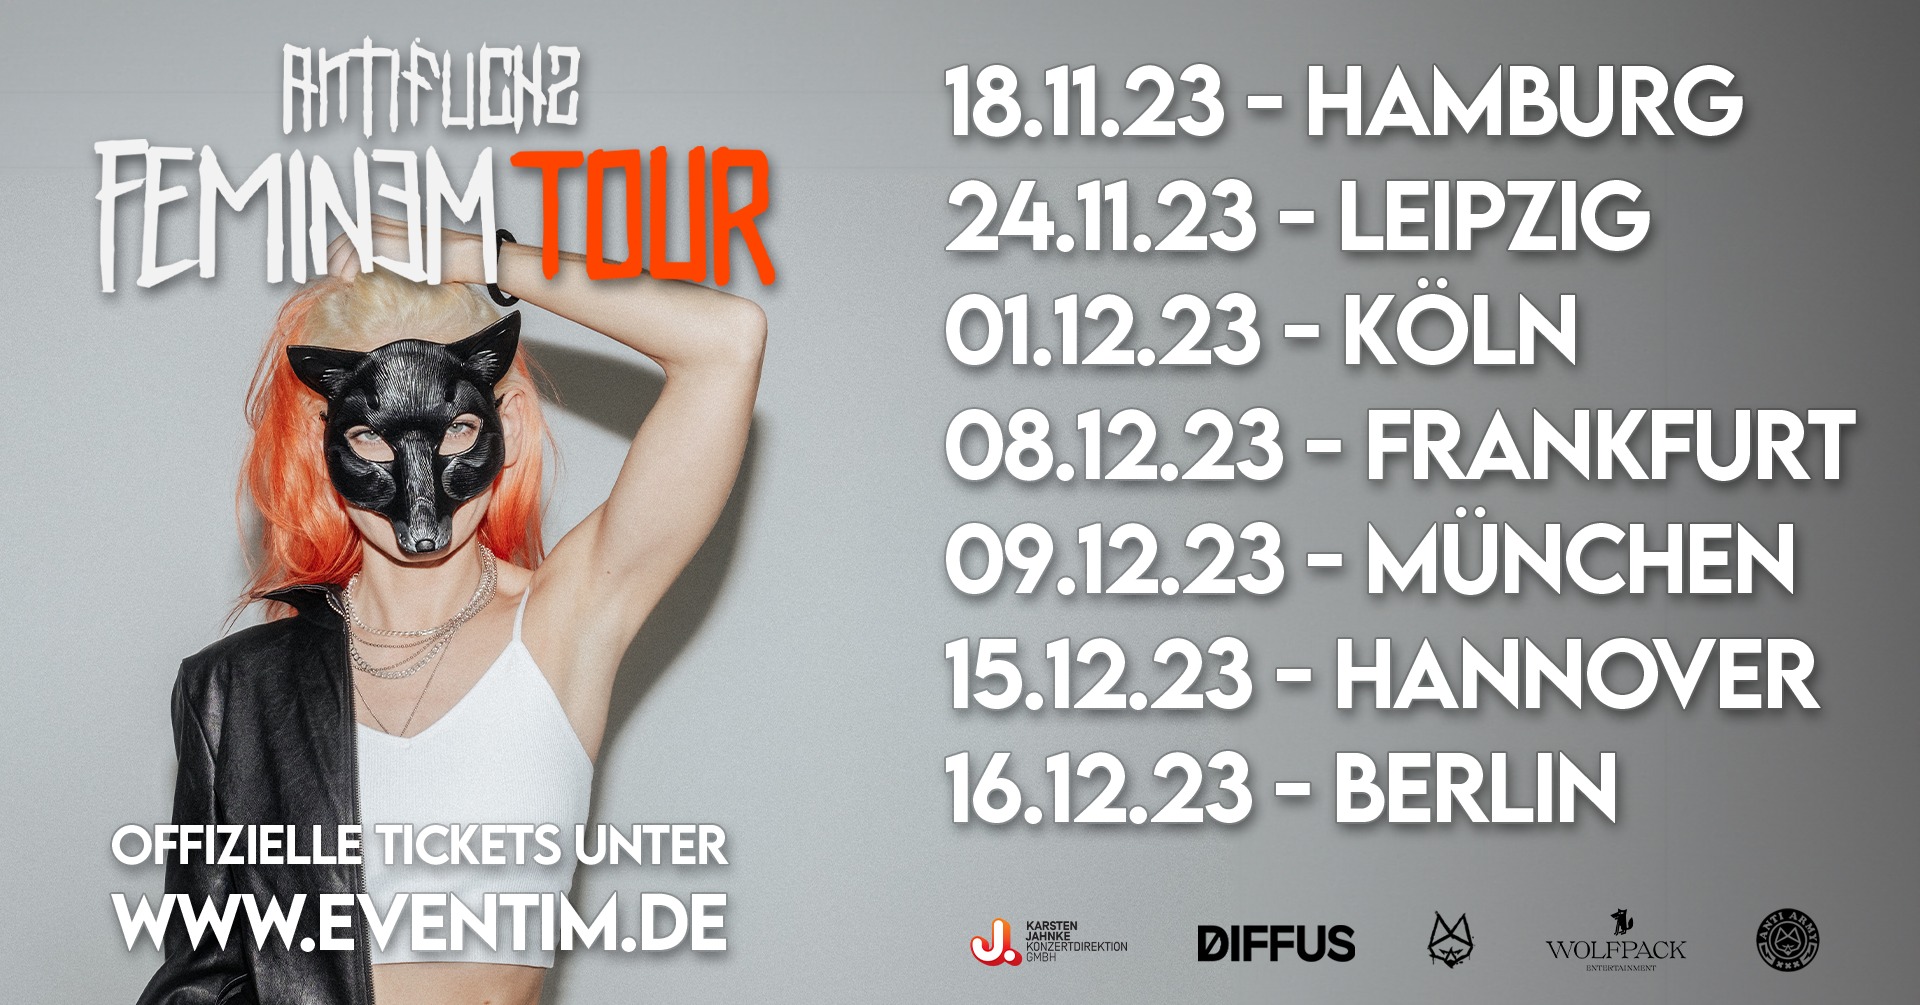 ANTIFUCHS
FEMINEM TOUR
18.11.23 - HAMBURG
24.11.23 - LEIPZIG
01.12.23 - KÖLN
08.12.23 - FRANKFURT
09.12.23 - MÜNCHEN
15.12.23 - HANNOVER
16.12.23 - BERLIN
OFFIZIELLE TICKETS UNTER
WWW.EVENTIM.DE
KARSTEN
JAHNKE
KONZERTDIREKTION
GMBH
DIFFUS
WOLFPACK
ENTERTAINMENT
ANTI ARMY
XXX